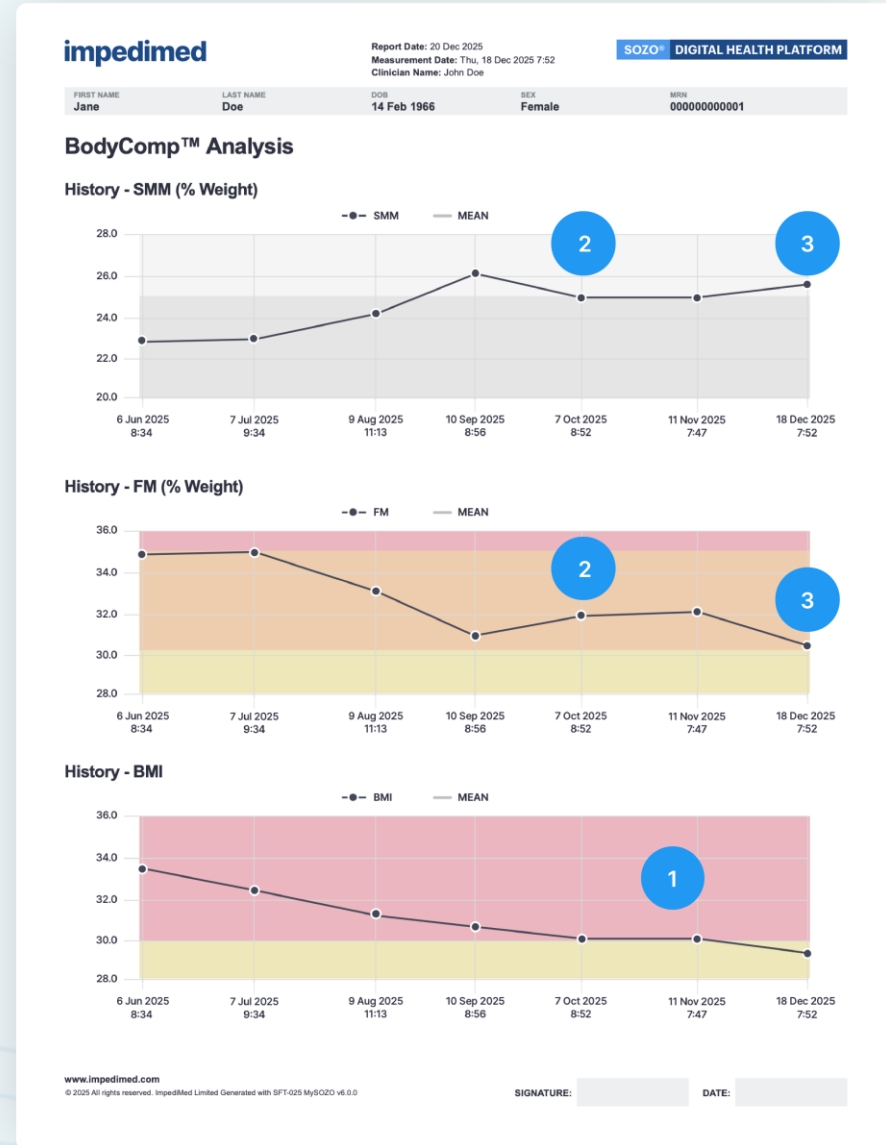 impedimed
Report Date: 20 Dec 2025
Measurement Date: Thu, 18 Dec 2025 7:52
Clinician Name: John Doe
SOZO® DIGITAL HEALTH PLATFORM
FIRST NAME LAST NAME DOB SEX MRN
Jane Doe 14 Feb 1966 Female 000000000001
BodyComp™ Analysis
History - SMM (% Weight)
SMM MEAN
28.0
2 3
26.0
24.0
22.0
20.0
6 Jun 2025 7 Jul 2025 9 Aug 2025 10 Sep 2025 7 Oct 2025 11 Nov 2025 18 Dec 2025
8:34 9:34 11:13 8:56 8:52 7:47 7:52
History - FM (% Weight)
FM MEAN
36.0
2
34.0
3
32.0
30.0
28.0
6 Jun 2025 7 Jul 2025 9 Aug 2025 10 Sep 2025 7 Oct 2025 11 Nov 2025 18 Dec 2025
8:34 9:34 11:13 8:56 8:52 7:47 7:52
History - BMI
BMI MEAN
36.0
34.0
1
32.0
30.0
28.0
6 Jun 2025 7 Jul 2025 9 Aug 2025 10 Sep 2025 7 Oct 2025 11 Nov 2025 18 Dec 2025
8:34 9:34 11:13 8:56 8:52 7:47 7:52
www.impedimed.com
© 2025 All rights reserved. ImpediMed Limited Generated with SFT-025 MySOZO v6.0.0
SIGNATURE: DATE: